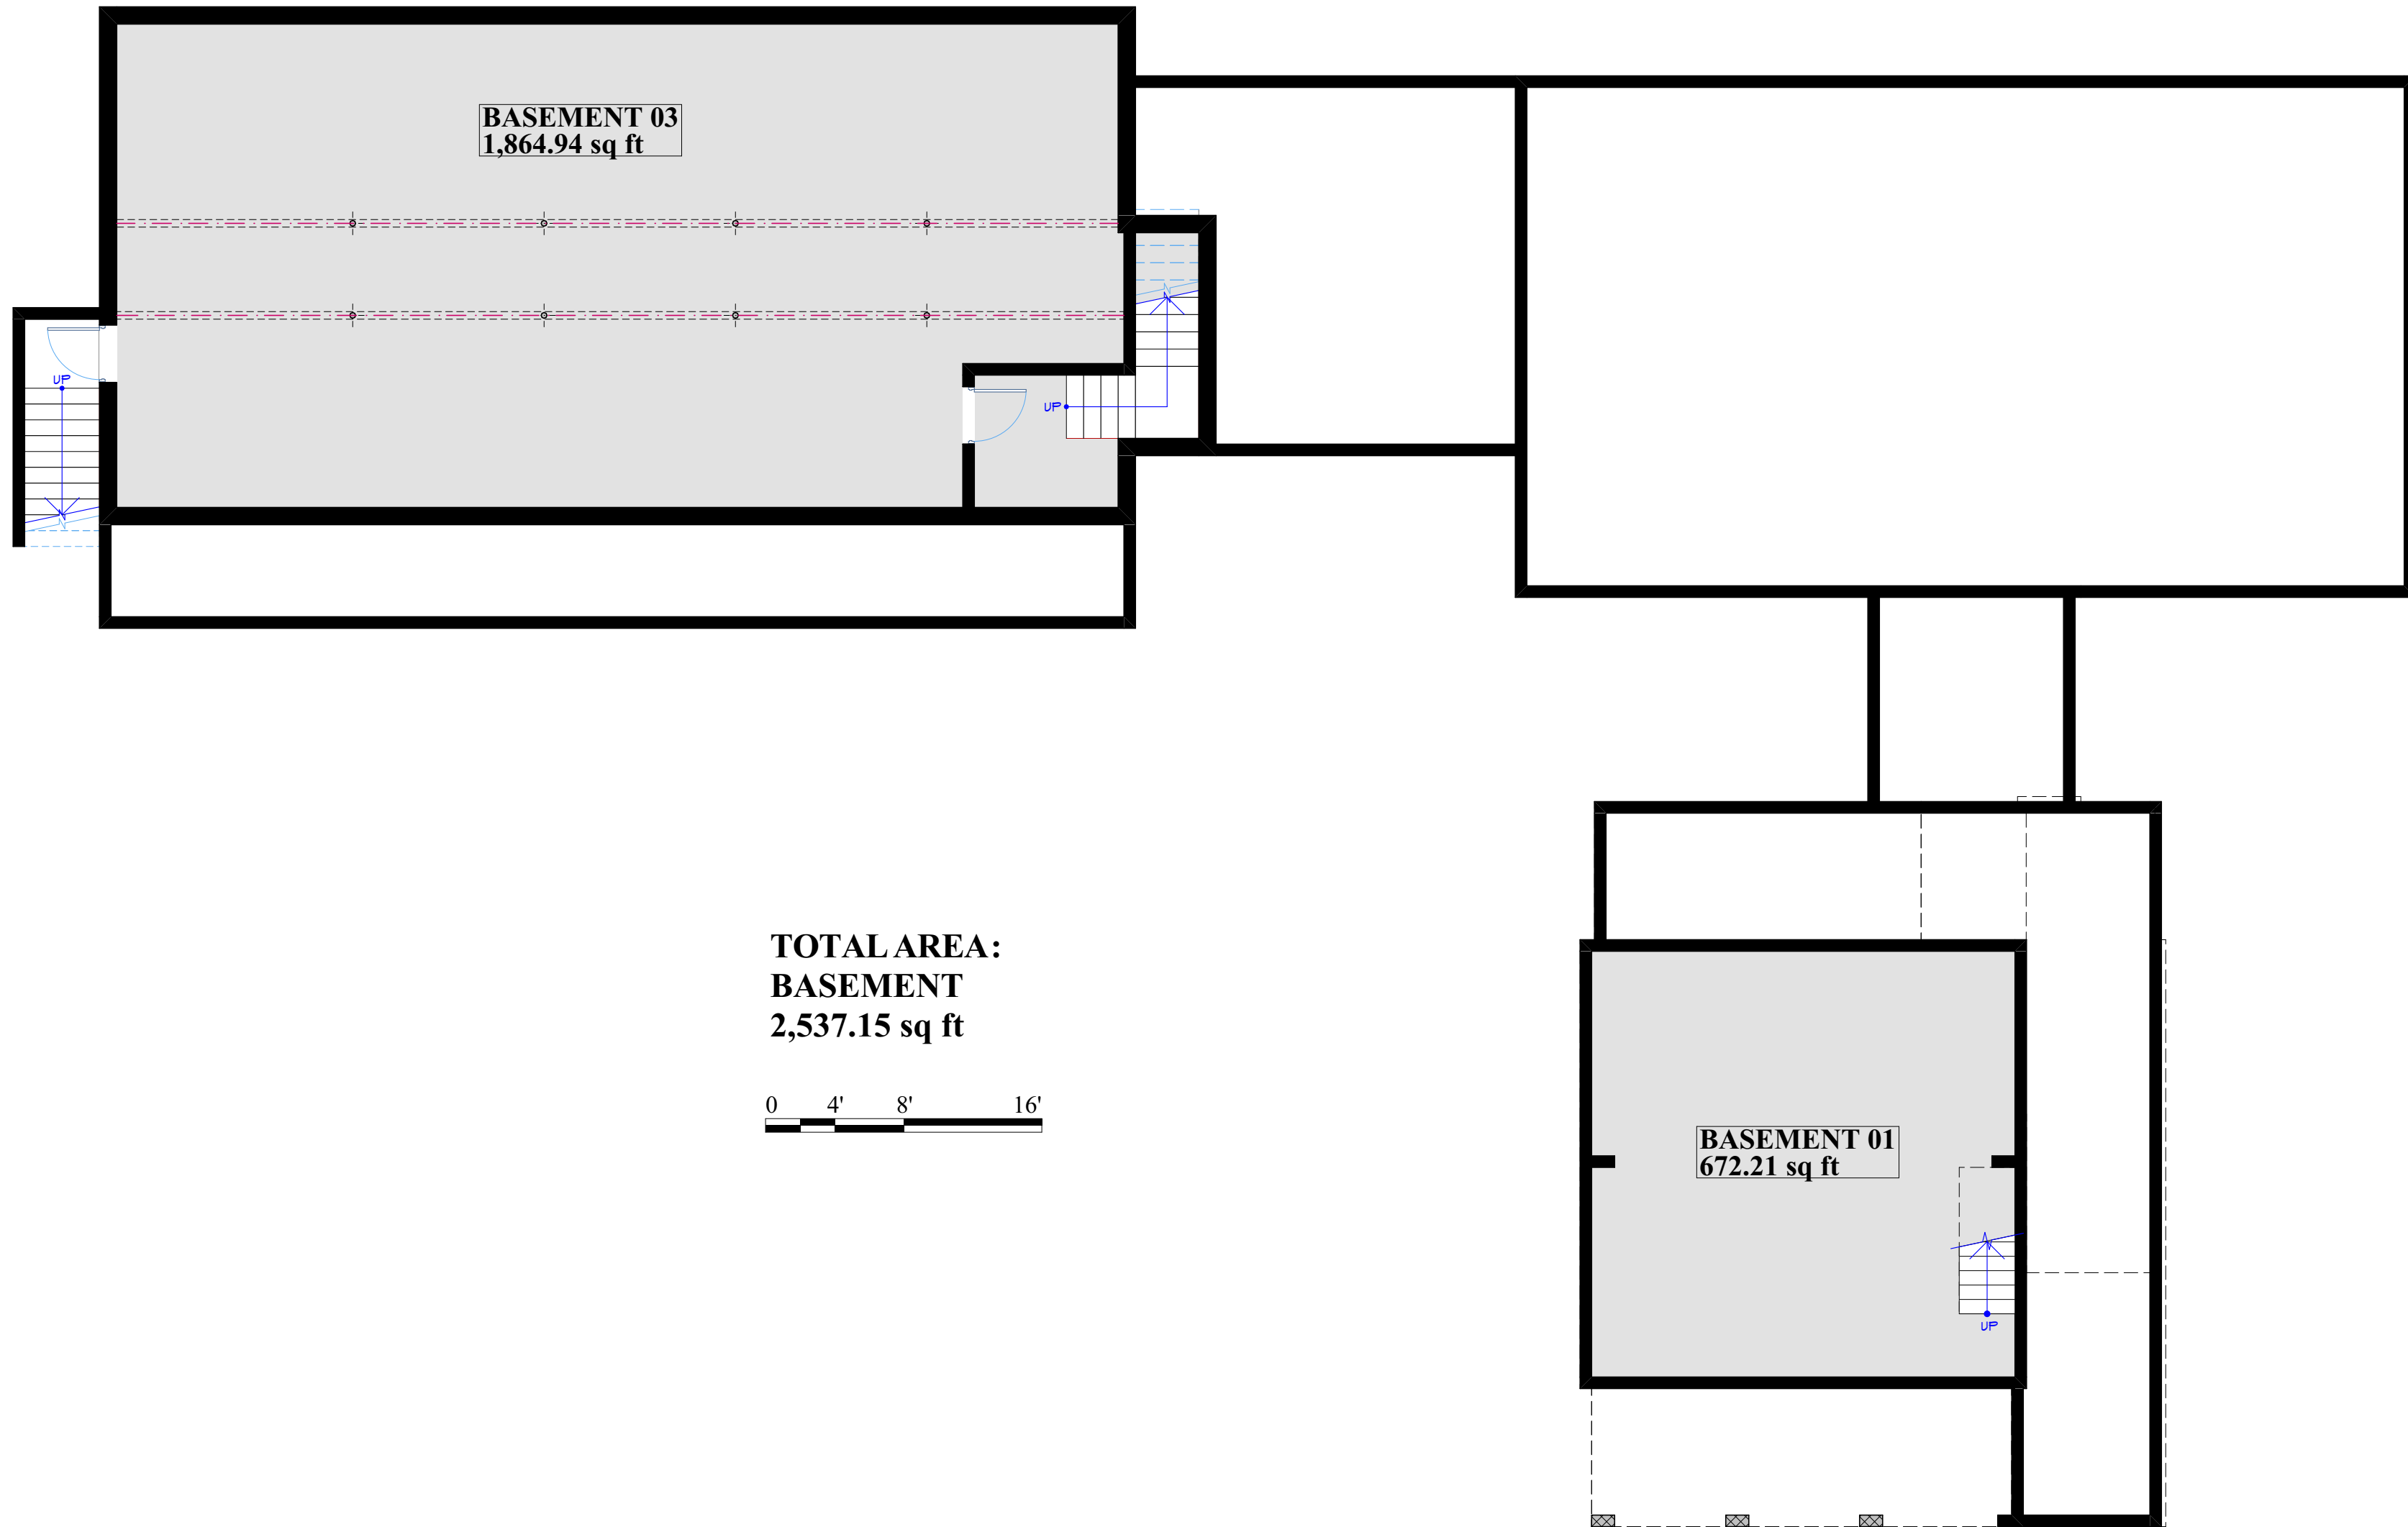 BASEMENT 03
1,864.94 sq ft
UP
UP
TOTAL AREA:
BASEMENT
2,537.15 sq ft
0 4' 8' 16'
BASEMENT 01
672.21 sq ft
UP